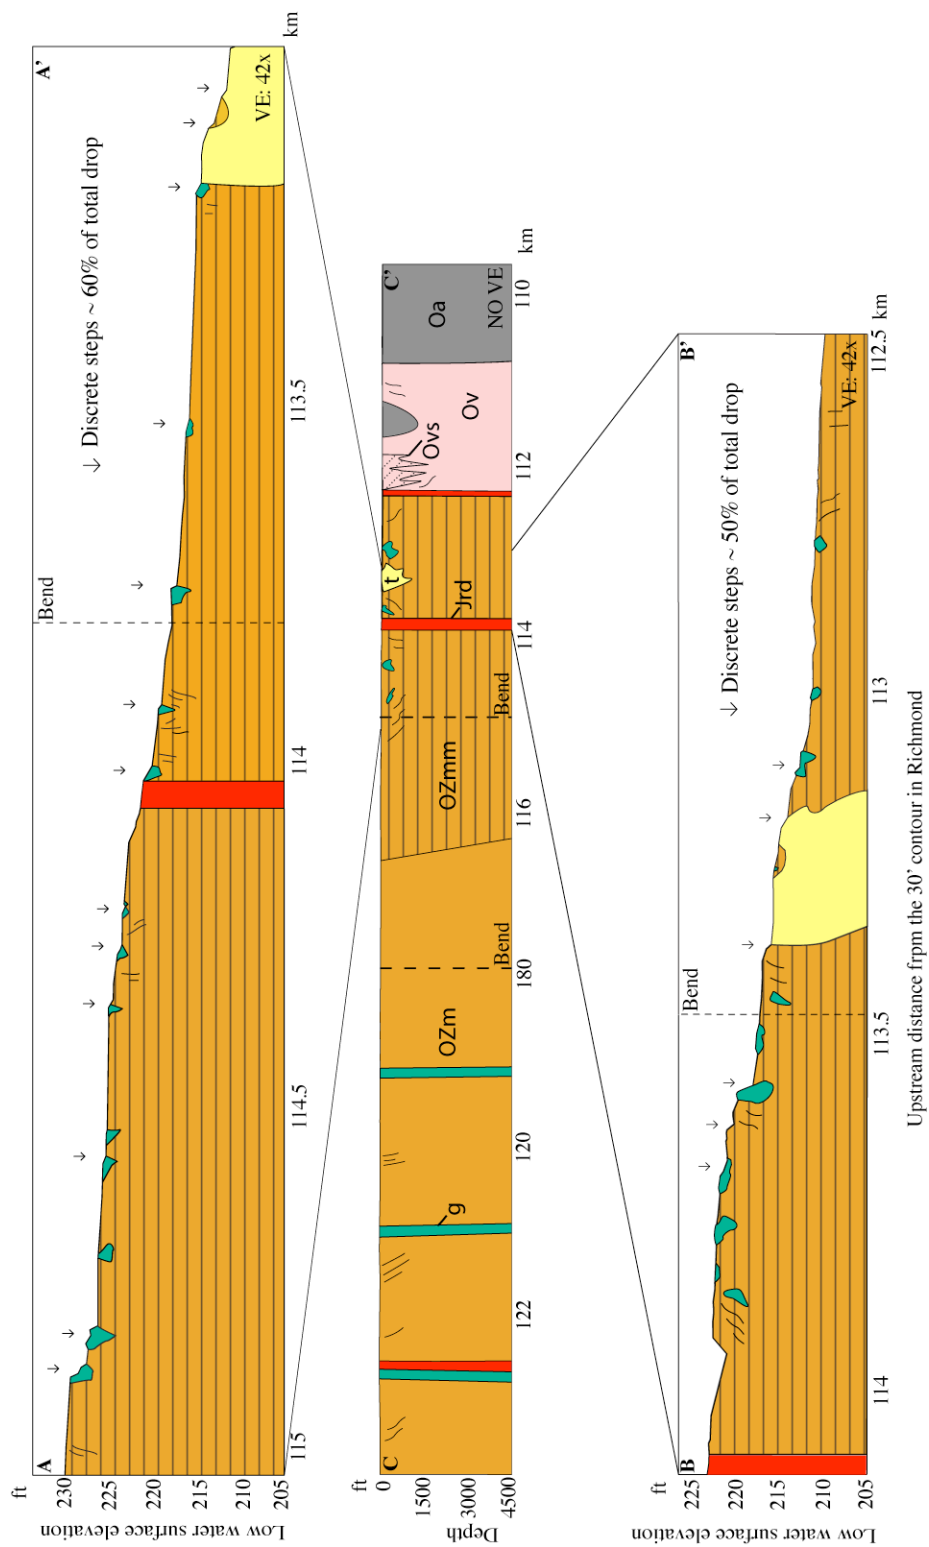 A
A'
ft
230
225
220
215
210
205
Low water surface elevation
↓ Discrete steps ~ 60% of total drop
Bend
VE: 42x
115
114.5
114
113.5
km
C
C'
ft
0
1500
3000
4500
Depth
g
OZm
Bend
OZmm
Bend
Jrd
t
Ovs
Ov
Oa
NO VE
122
120
180
116
114
112
110
km
B
B'
ft
225
220
215
210
205
Low water surface elevation
↓ Discrete steps ~ 50% of total drop
Bend
VE: 42x
114
113.5
113
112.5
km
Upstream distance frpm the 30' contour in Richmond